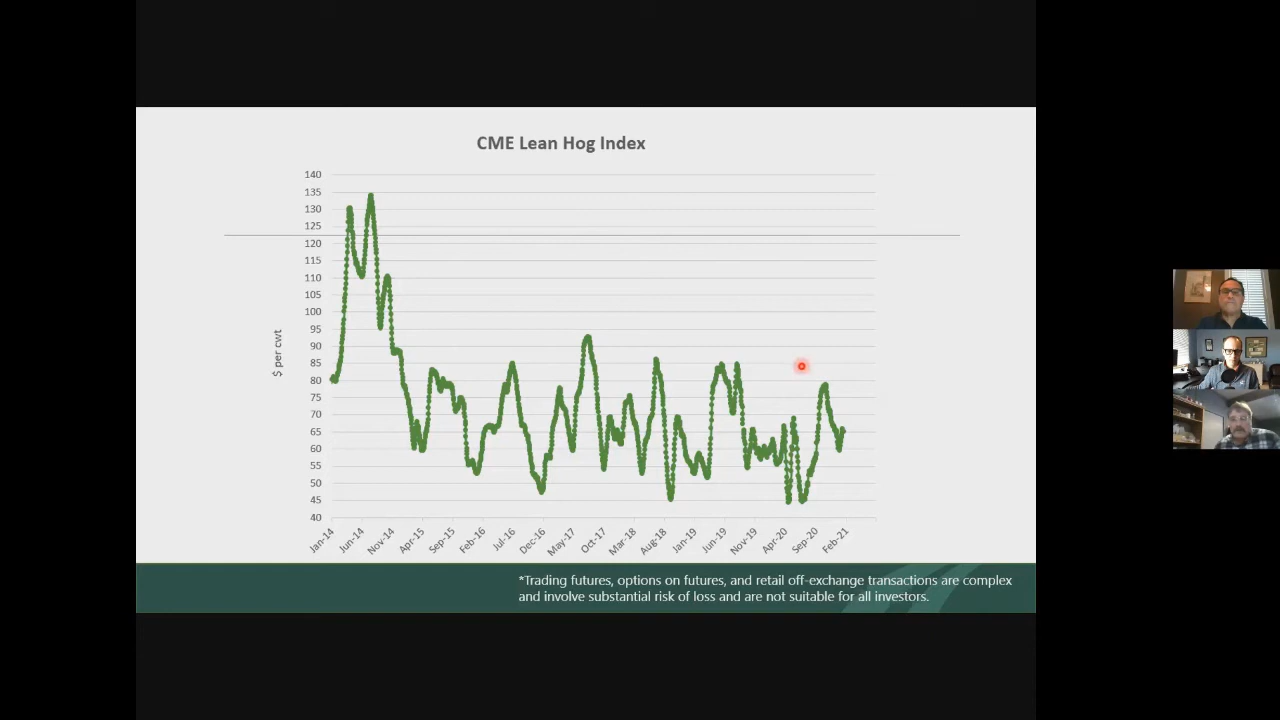 CME Lean Hog Index
$ per cwt
140
135
130
125
120
115
110
105
100
95
90
85
80
75
70
65
60
55
50
45
40
Jan-14
Jun-14
Nov-14
Apr-15
Sep-15
Feb-16
Jul-16
Dec-16
May-17
Oct-17
Mar-18
Aug-18
Jan-19
Jun-19
Nov-19
Apr-20
Sep-20
Feb-21
*Trading futures, options on futures, and retail off-exchange transactions are complex
and involve substantial risk of loss and are not suitable for all investors.